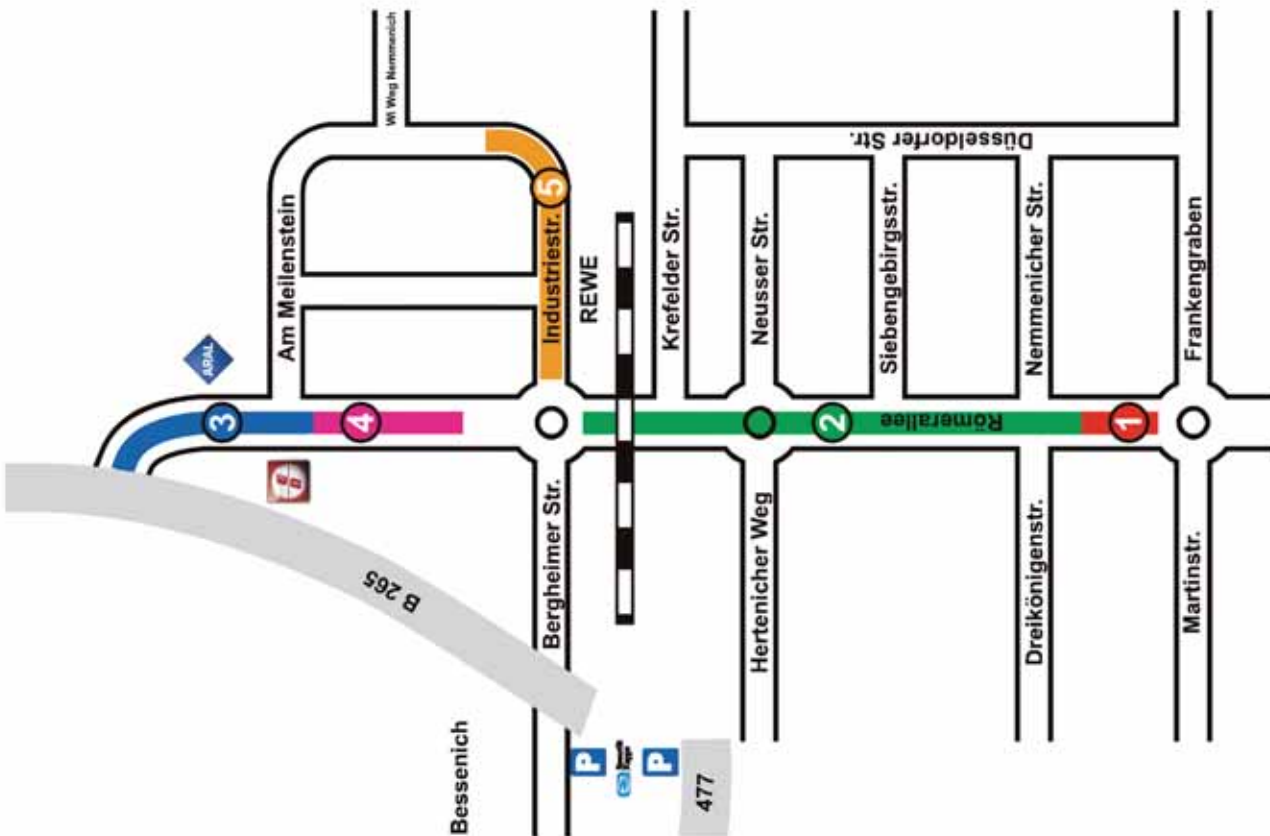 Wi Weg Nemmenich
Düsseldorfer Str.
Am Meilenstein
5
Industriestr.
REWE
Krefelder Str.
Neusser Str.
Siebengebirgsstr.
Nemmenicher Str.
Frankengraben
ARAL
3
4
2
Römerallee
1
B 265
Bergheimer Str.
Hertenicher Weg
Dreikönigenstr.
Martinstr.
Bessenich
P
P
477